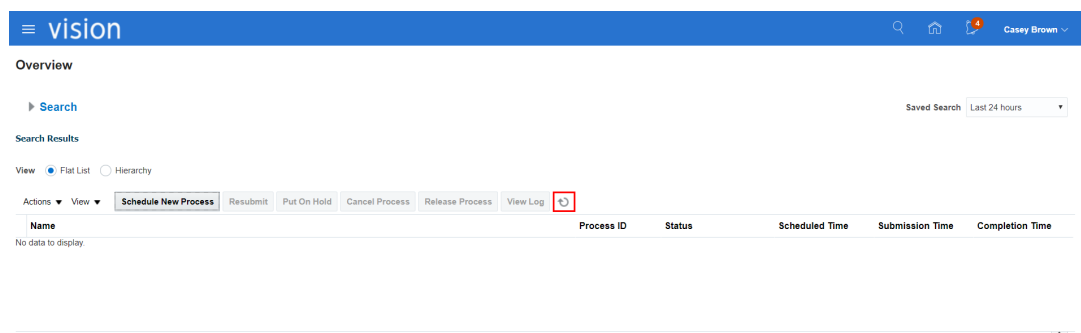 vision
4
Casey Brown
Overview
Search
Saved Search Last 24 hours
Search Results
View Flat List Hierarchy
Actions View Schedule New Process Resubmit Put On Hold Cancel Process Release Process View Log
Name Process ID Status Scheduled Time Submission Time Completion Time
No data to display.